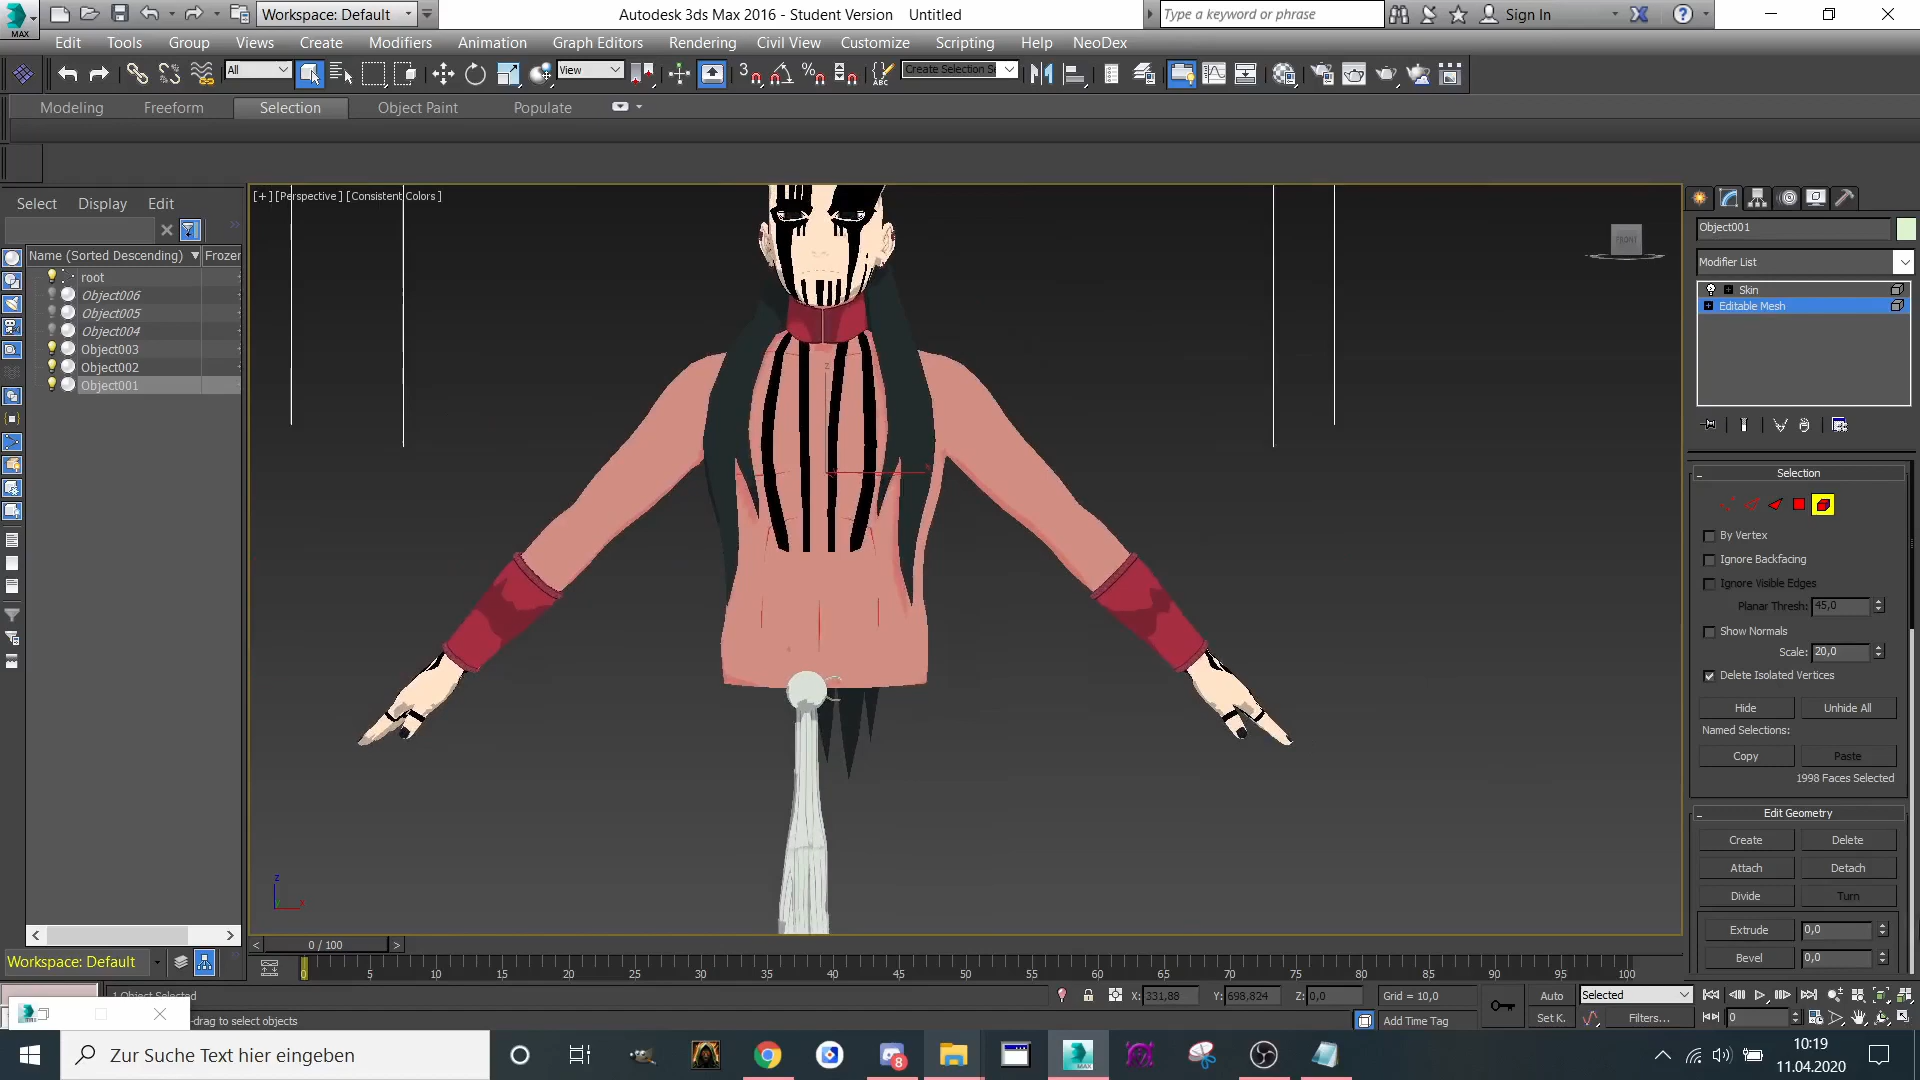 Workspace: Default
Autodesk 3ds Max 2016 - Student Version Untitled
Type a keyword or phrase
Sign In
MAX
Edit Tools Group Views Create Modifiers Animation Graph Editors Rendering Civil View Customize Scripting Help NeoDex
All
View
3
ABC
Create Selection S
Modeling Freeform Selection Object Paint Populate
Select Display Edit
[+] [Perspective ] [Consistent Colors ]
Name (Sorted Descending) Frozen
root
Object006
Object005
Object004
Object003
Object002
Object001
FRONT
z
Object001
Modifier List
Skin
Editable Mesh
Selection
By Vertex
Ignore Backfacing
Ignore Visible Edges
Planar Thresh: 45,0
Show Normals
Scale: 20,0
Delete Isolated Vertices
Hide Unhide All
Named Selections:
Copy Paste
1998 Faces Selected
Edit Geometry
Create Delete
Attach Detach
Divide Turn
Extrude 0,0
Bevel 0,0
z
0 / 100
Workspace: Default
0 5 10 15 20 25 30 35 40 45 50 55 60 65 70 75 80 85 90 95 100
1 Object Selected
X: 331,88 Y: 698,824 Z: 0,0 Grid = 10,0 Auto Selected
-drag to select objects
Add Time Tag Set K. Filters... 0
Zur Suche Text hier eingeben
8
MAX
10:19
11.04.2020